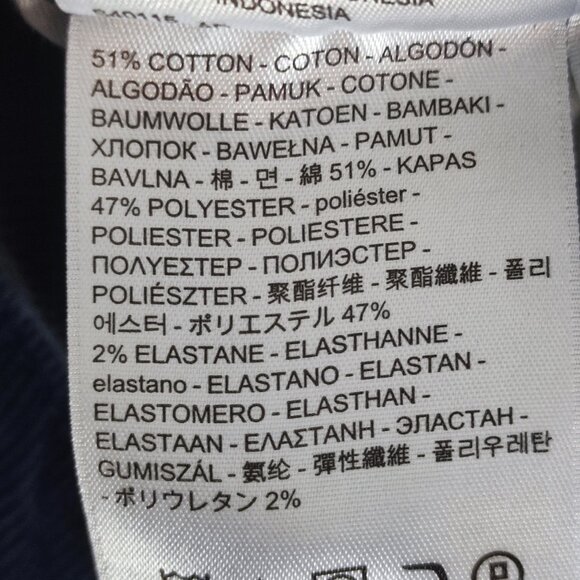 INDONESIA
51% COTTON - COTON - ALGODÓN -
ALGODÃO - PAMUK - COTONE -
BAUMWOLLE - KATOEN - BAMBAKI -
ХЛОПОК - BAWEŁNA - PAMUT -
BAVLNA - 棉 - 면 - 綿 51% - KAPAS
47% POLYESTER - poliéster -
POLIESTER - POLIESTERE -
ΠΟΛΥΕΣΤΕΡ - ПОЛИЭСТЕР -
POLIÉSZTER - 聚酯纤维 - 聚酯纖維 - 폴리
에스터 - ポリエステル 47%
2% ELASTANE - ELASTHANNE -
elastano - ELASTANO - ELASTAN -
ELASTOMERO - ELASTHAN -
ELASTAAN - ΕΛΑΣΤΑΝΗ - ЭЛАСТАН -
GUMISZÁL - 氨纶 - 彈性纖維 - 폴리우레탄
- ポリウレタン 2%